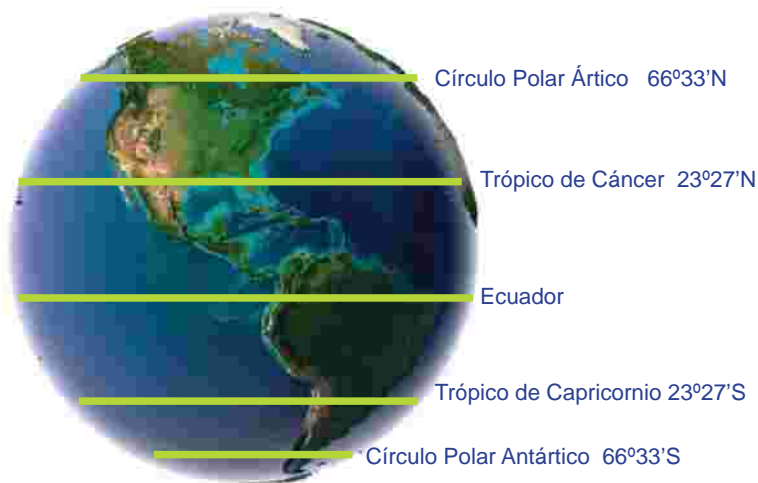 Círculo Polar Ártico 66º33’N
Trópico de Cáncer 23º27’N
Ecuador
Trópico de Capricornio 23º27’S
Círculo Polar Antártico 66º33’S